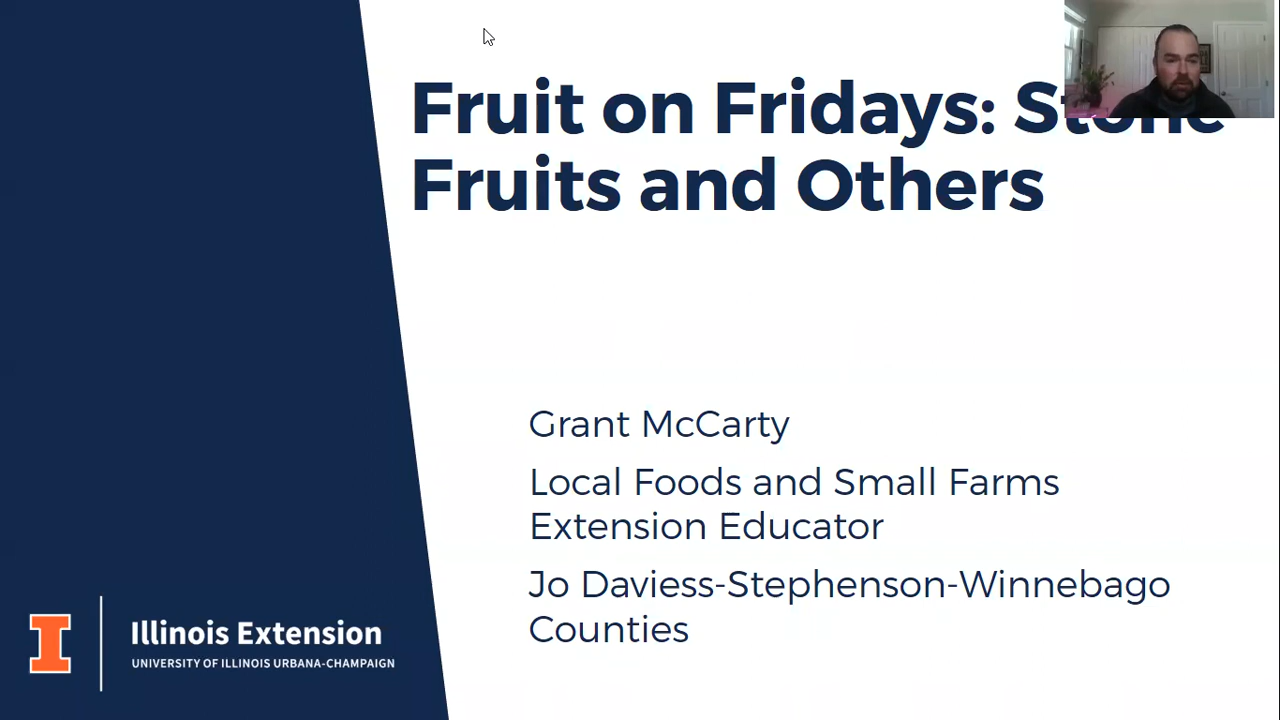 Fruit on Fridays: Stone
Fruits and Others
Grant McCarty
Local Foods and Small Farms
Extension Educator
Jo Daviess-Stephenson-Winnebago
Counties
I
Illinois Extension
UNIVERSITY OF ILLINOIS URBANA-CHAMPAIGN